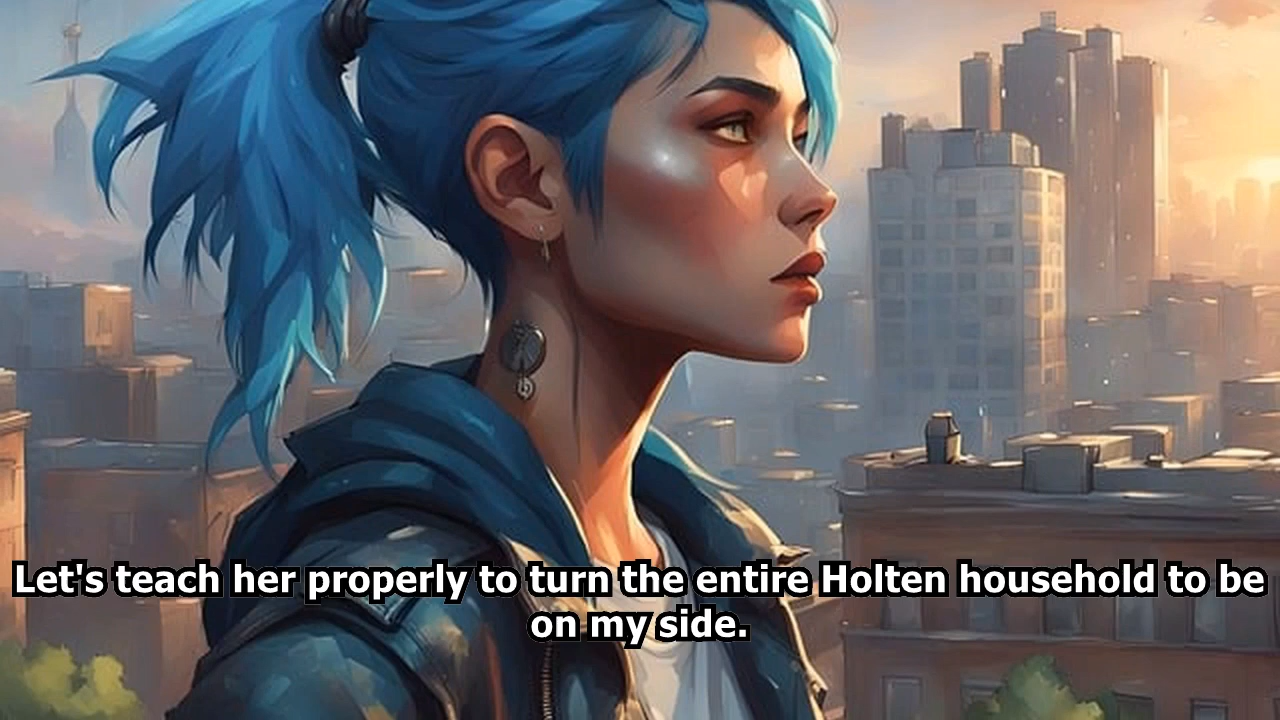 Let's teach her properly to turn the entire Holten household to be
on my side.